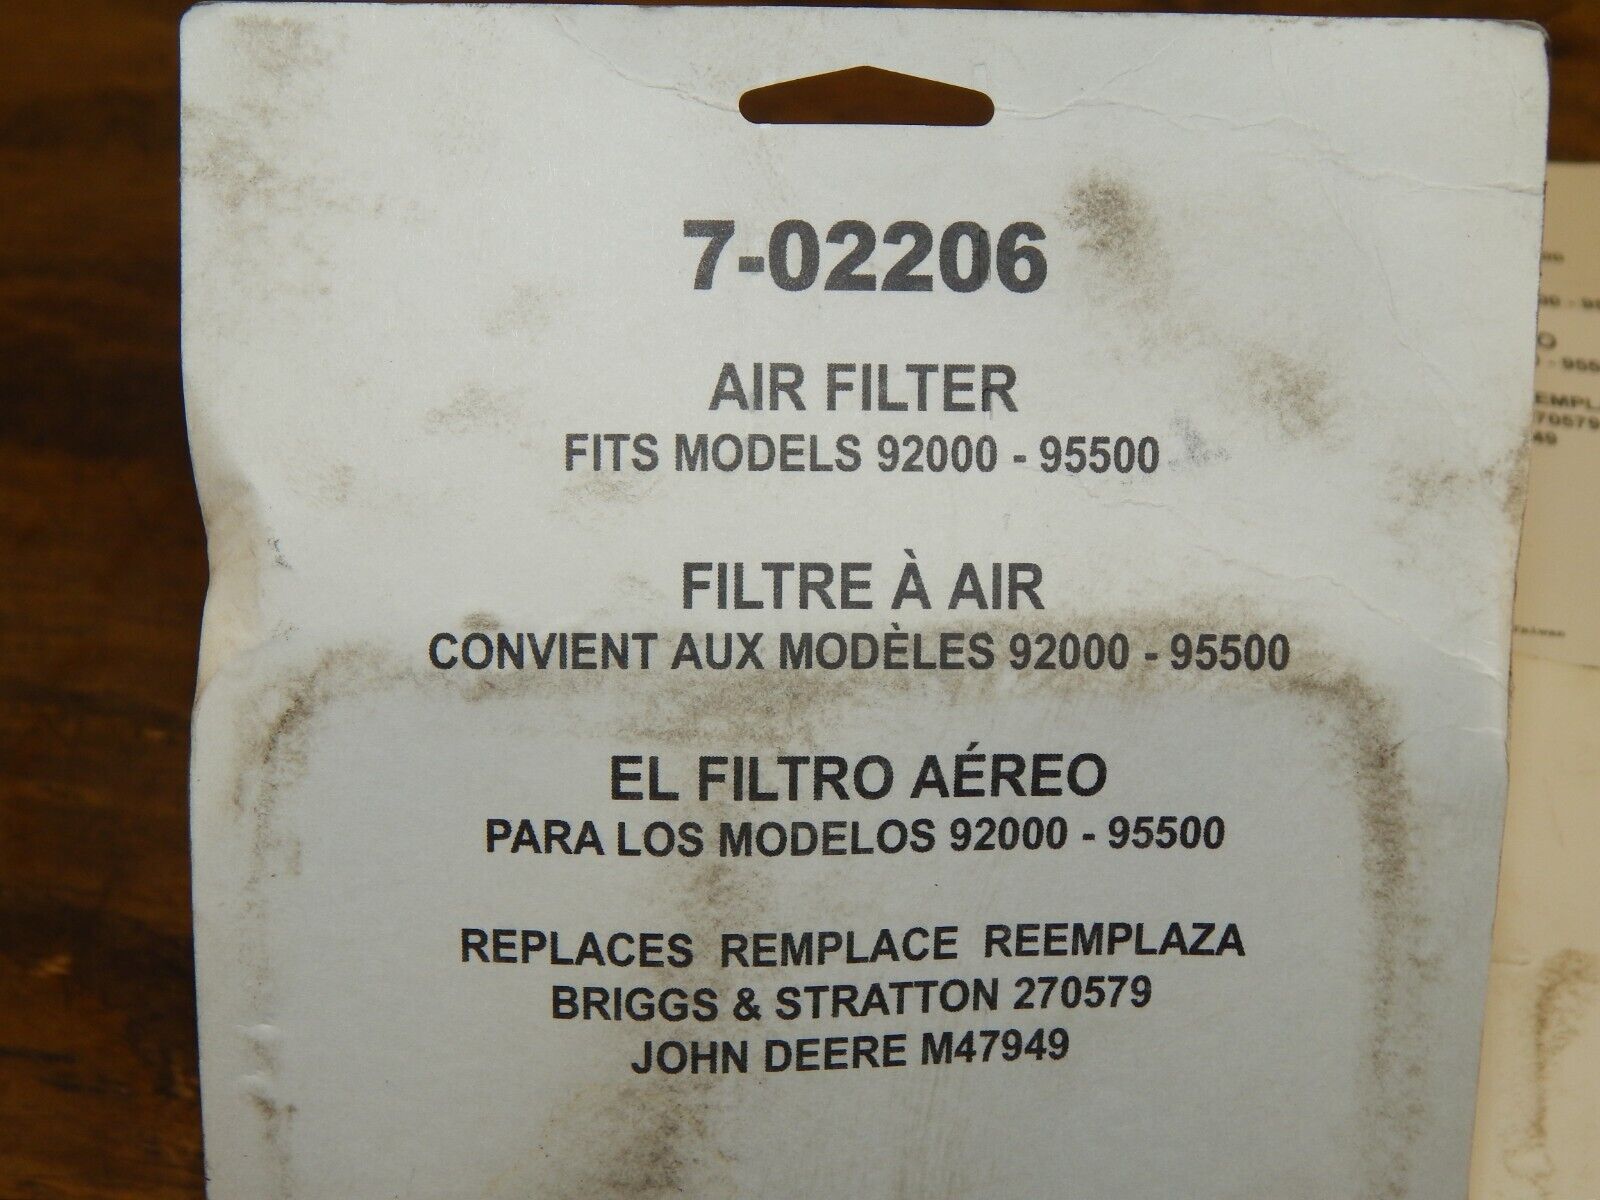 7-02206
AIR FILTER
FITS MODELS 92000 - 95500
FILTRE À AIR
CONVIENT AUX MODÈLES 92000 - 95500
EL FILTRO AÉREO
PARA LOS MODELOS 92000 - 95500
REPLACES REMPLACE REEMPLAZA
BRIGGS & STRATTON 270579
JOHN DEERE M47949